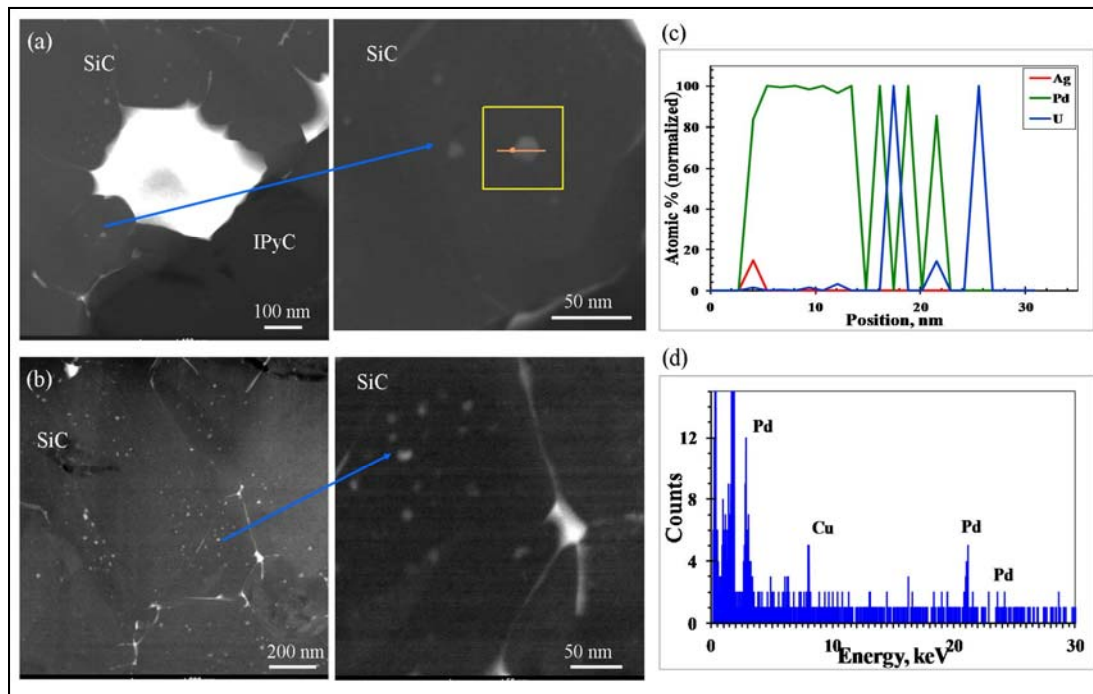 (a)
SiC
IPyC
100 nm
SiC
50 nm
(b)
SiC
200 nm
SiC
50 nm
(c)
Atomic % (normalized)
100
80
60
40
20
0
0 10 20 30
Position, nm
Ag
Pd
U
(d)
Counts
12
8
4
0
Pd
Cu
Pd
Pd
0 10 20 30
Energy, keV